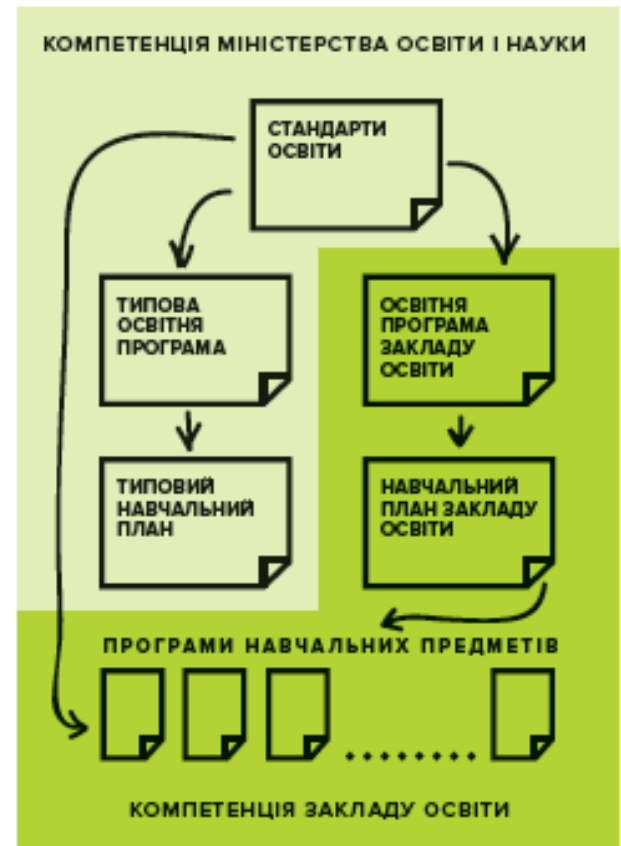 КОМПЕТЕНЦІЯ МІНІСТЕРСТВА ОСВІТИ І НАУКИ
СТАНДАРТИ
ОСВІТИ
ТИПОВА
ОСВІТНЯ
ПРОГРАМА
ОСВІТНЯ
ПРОГРАМА
ЗАКЛАДУ
ОСВІТИ
ТИПОВИЙ
НАВЧАЛЬНИЙ
ПЛАН
НАВЧАЛЬНИЙ
ПЛАН ЗАКЛАДУ
ОСВІТИ
ПРОГРАМИ НАВЧАЛЬНИХ ПРЕДМЕТІВ
КОМПЕТЕНЦІЯ ЗАКЛАДУ ОСВІТИ